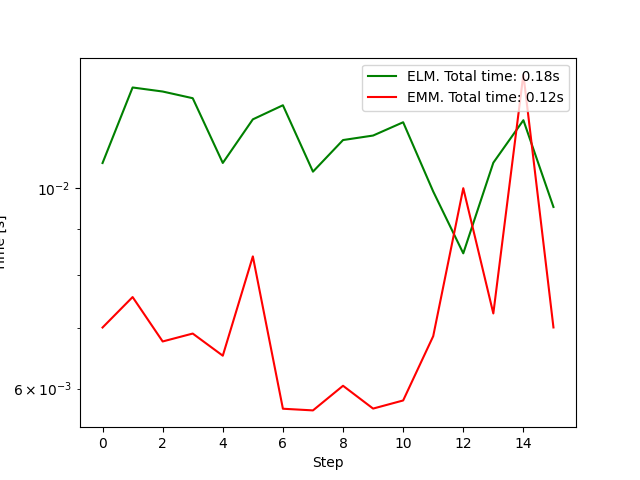 ELM. Total time: 0.18s
EMM. Total time: 0.12s
10⁻²
6 × 10⁻³
[s]
0 2 4 6 8 10 12 14
Step